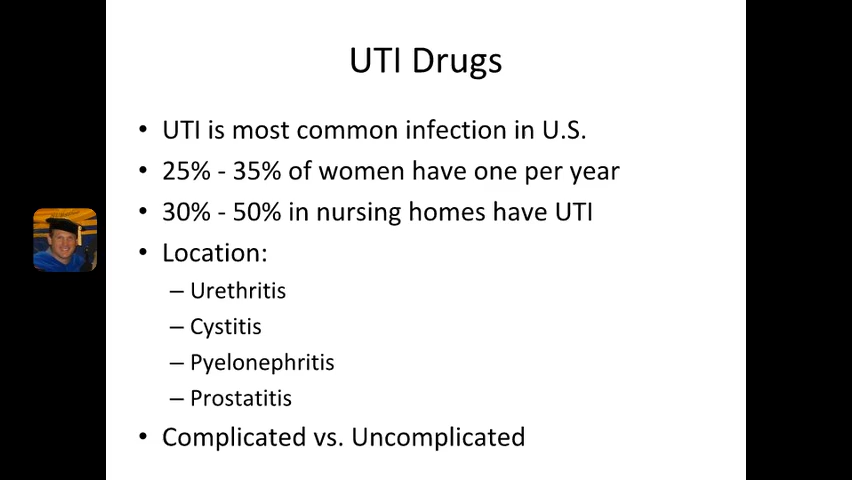 UTI Drugs
• UTI is most common infection in U.S.
• 25% - 35% of women have one per year
• 30% - 50% in nursing homes have UTI
• Location:
– Urethritis
– Cystitis
– Pyelonephritis
– Prostatitis
• Complicated vs. Uncomplicated